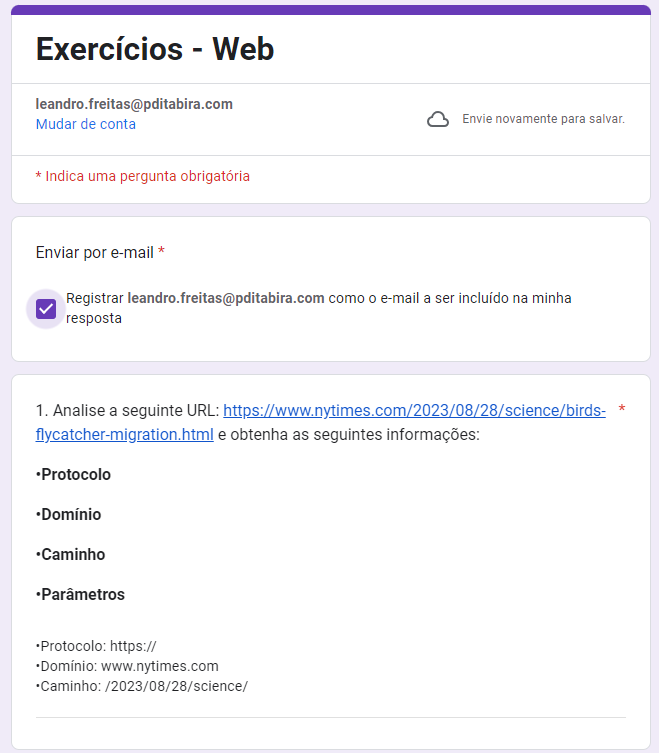 Exercícios - Web
leandro.freitas@pditabira.com
Mudar de conta
Envie novamente para salvar.
* Indica uma pergunta obrigatória
Enviar por e-mail *
Registrar leandro.freitas@pditabira.com como o e-mail a ser incluído na minha
resposta
1. Analise a seguinte URL: https://www.nytimes.com/2023/08/28/science/birds- *
flycatcher-migration.html e obtenha as seguintes informações:
•Protocolo
•Domínio
•Caminho
•Parâmetros
•Protocolo: https://
•Domínio: www.nytimes.com
•Caminho: /2023/08/28/science/